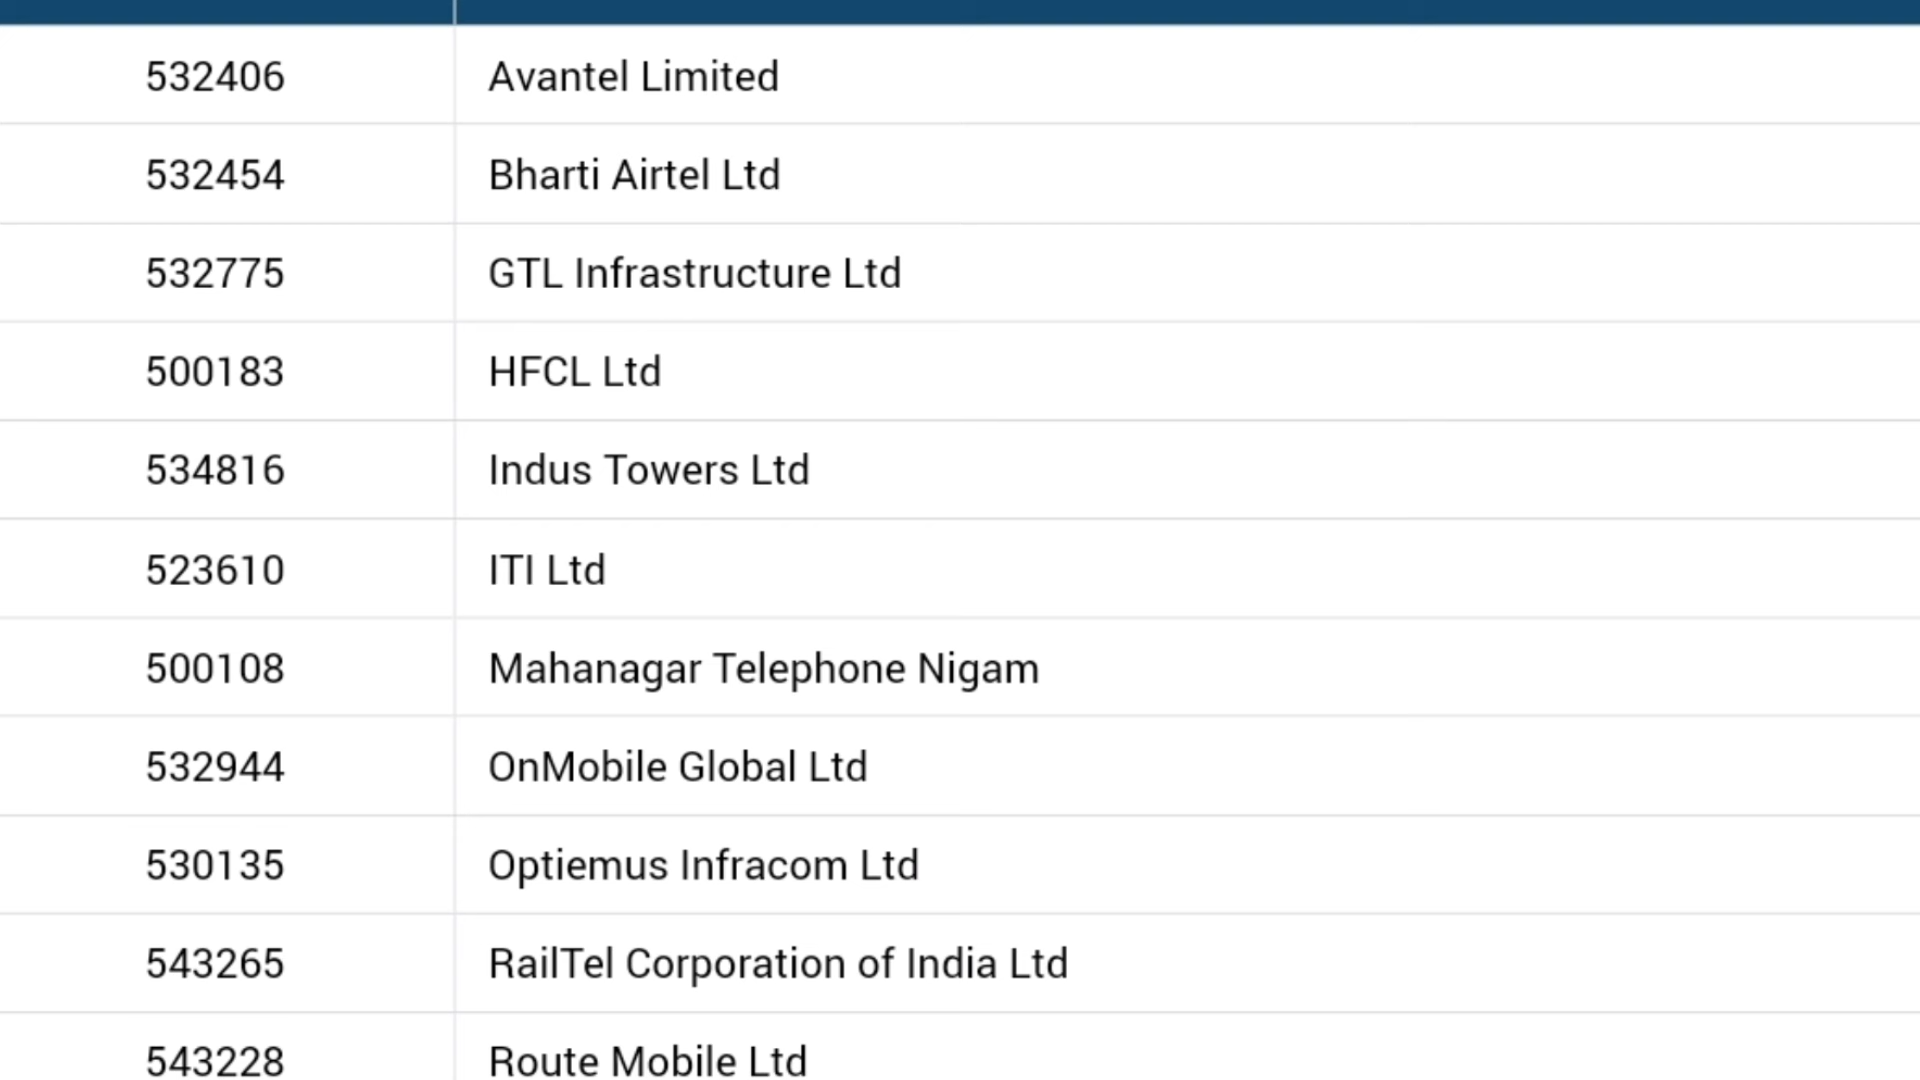 532406 Avantel Limited
532454 Bharti Airtel Ltd
532775 GTL Infrastructure Ltd
500183 HFCL Ltd
534816 Indus Towers Ltd
523610 ITI Ltd
500108 Mahanagar Telephone Nigam
532944 OnMobile Global Ltd
530135 Optiemus Infracom Ltd
543265 RailTel Corporation of India Ltd
543228 Route Mobile Ltd